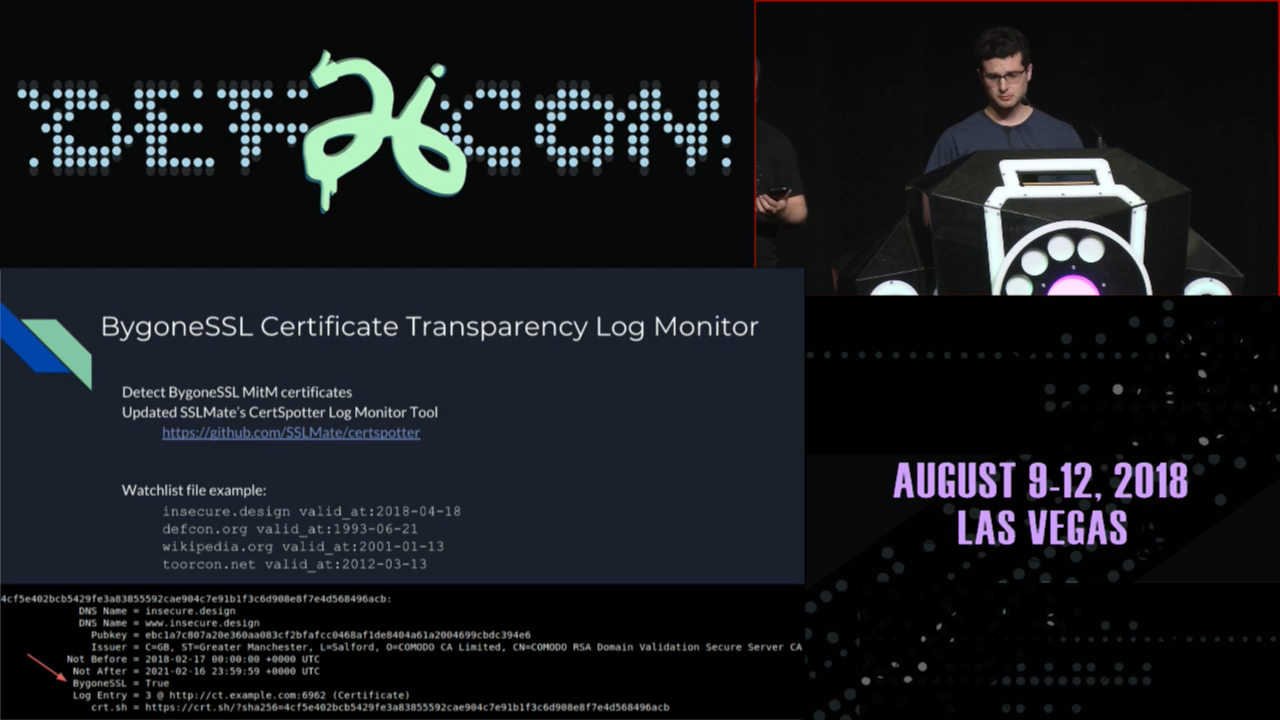 DEF 26 CON
BygoneSSL Certificate Transparency Log Monitor
Detect BygoneSSL MitM certificates
Updated SSLMate's CertSpotter Log Monitor Tool
https://github.com/SSLMate/certspotter
Watchlist file example:
insecure.design valid_at:2018-04-18
defcon.org valid_at:1993-06-21
wikipedia.org valid_at:2001-01-13
toorcon.net valid_at:2012-03-13
4cf5e402bcb5429fe3a83855592cae904c7e91b1f3c6d908e8f7e4d568496acb:
DNS Name = insecure.design
DNS Name = www.insecure.design
Pubkey = ebc1a7c807a20e360aa083cf2bfafcc0468af1de8404a61a2004699cbdc394e6
Issuer = C=GB, ST=Greater Manchester, L=Salford, O=COMODO CA Limited, CN=COMODO RSA Domain Validation Secure Server CA
Not Before = 2018-02-17 00:00:00 +0000 UTC
Not After = 2021-02-16 23:59:59 +0000 UTC
BygoneSSL = True
Log Entry = 3 @ http://ct.example.com:6962 (Certificate)
crt.sh = https://crt.sh/?sha256=4cf5e402bcb5429fe3a83855592cae904c7e91b1f3c6d908e8f7e4d568496acb
AUGUST 9-12, 2018
LAS VEGAS